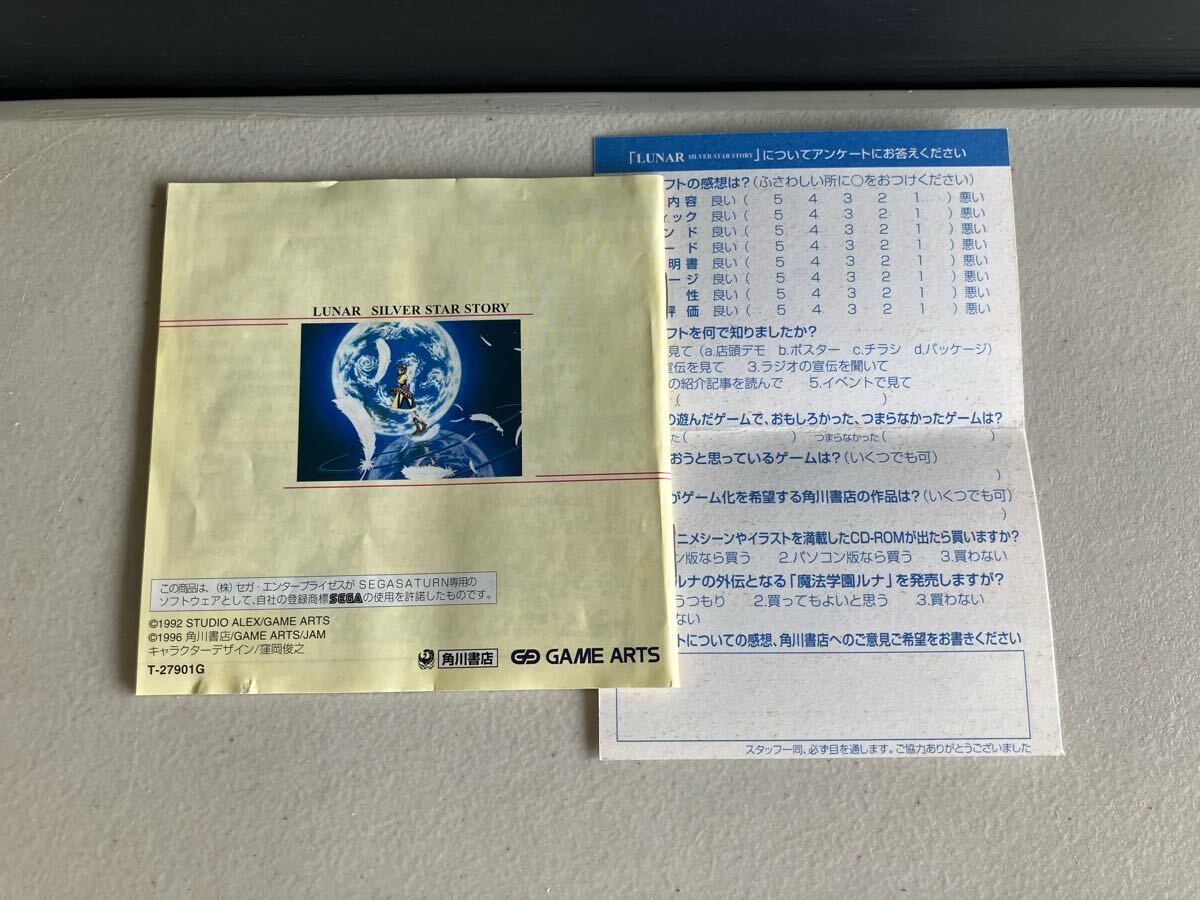 LUNAR SILVER STAR STORY
この商品は、(株)セガ・エンタープライゼスがSEGASATURN専用の
ソフトウェアとして、自社の登録商標SEGAの使用を許諾したものです。
©1992 STUDIO ALEX/GAME ARTS
©1996 角川書店/GAME ARTS/JAM
キャラクターデザイン/窪岡俊之
T-27901G
角川書店 GAME ARTS
「LUNAR SILVER STAR STORY」についてアンケートにお答えください
フトの感想は?(ふさわしい所に○をおつけください)
内容 良い( 5 4 3 2 1 )悪い
ィック 良い( 5 4 3 2 1 )悪い
ンド 良い( 5 4 3 2 1 )悪い
ード 良い( 5 4 3 2 1 )悪い
明書 良い( 5 4 3 2 1 )悪い
ージ 良い( 5 4 3 2 1 )悪い
性 良い( 5 4 3 2 1 )悪い
評価 良い( 5 4 3 2 1 )悪い
フトを何で知りましたか?
見て(a.店頭デモ b.ポスター c.チラシ d.パッケージ)
宣伝を見て 3.ラジオの宣伝を聞いて
の紹介記事を読んで 5.イベントで見て
( )
の遊んだゲームで、おもしろかった、つまらなかったゲームは?
た( ) つまらなかった( )
おうと思っているゲームは?(いくつでも可)
)
がゲーム化を希望する角川書店の作品は?(いくつでも可)
)
ニメシーンやイラストを満載したCD-ROMが出たら買いますか?
ン版なら買う 2.パソコン版なら買う 3.買わない
ルナの外伝となる「魔法学園ルナ」を発売しますが?
うつもり 2.買ってもよいと思う 3.買わない
ない
トについての感想、角川書店へのご意見ご希望をお書きください
スタッフ一同、必ず目を通します。ご協力ありがとうございました